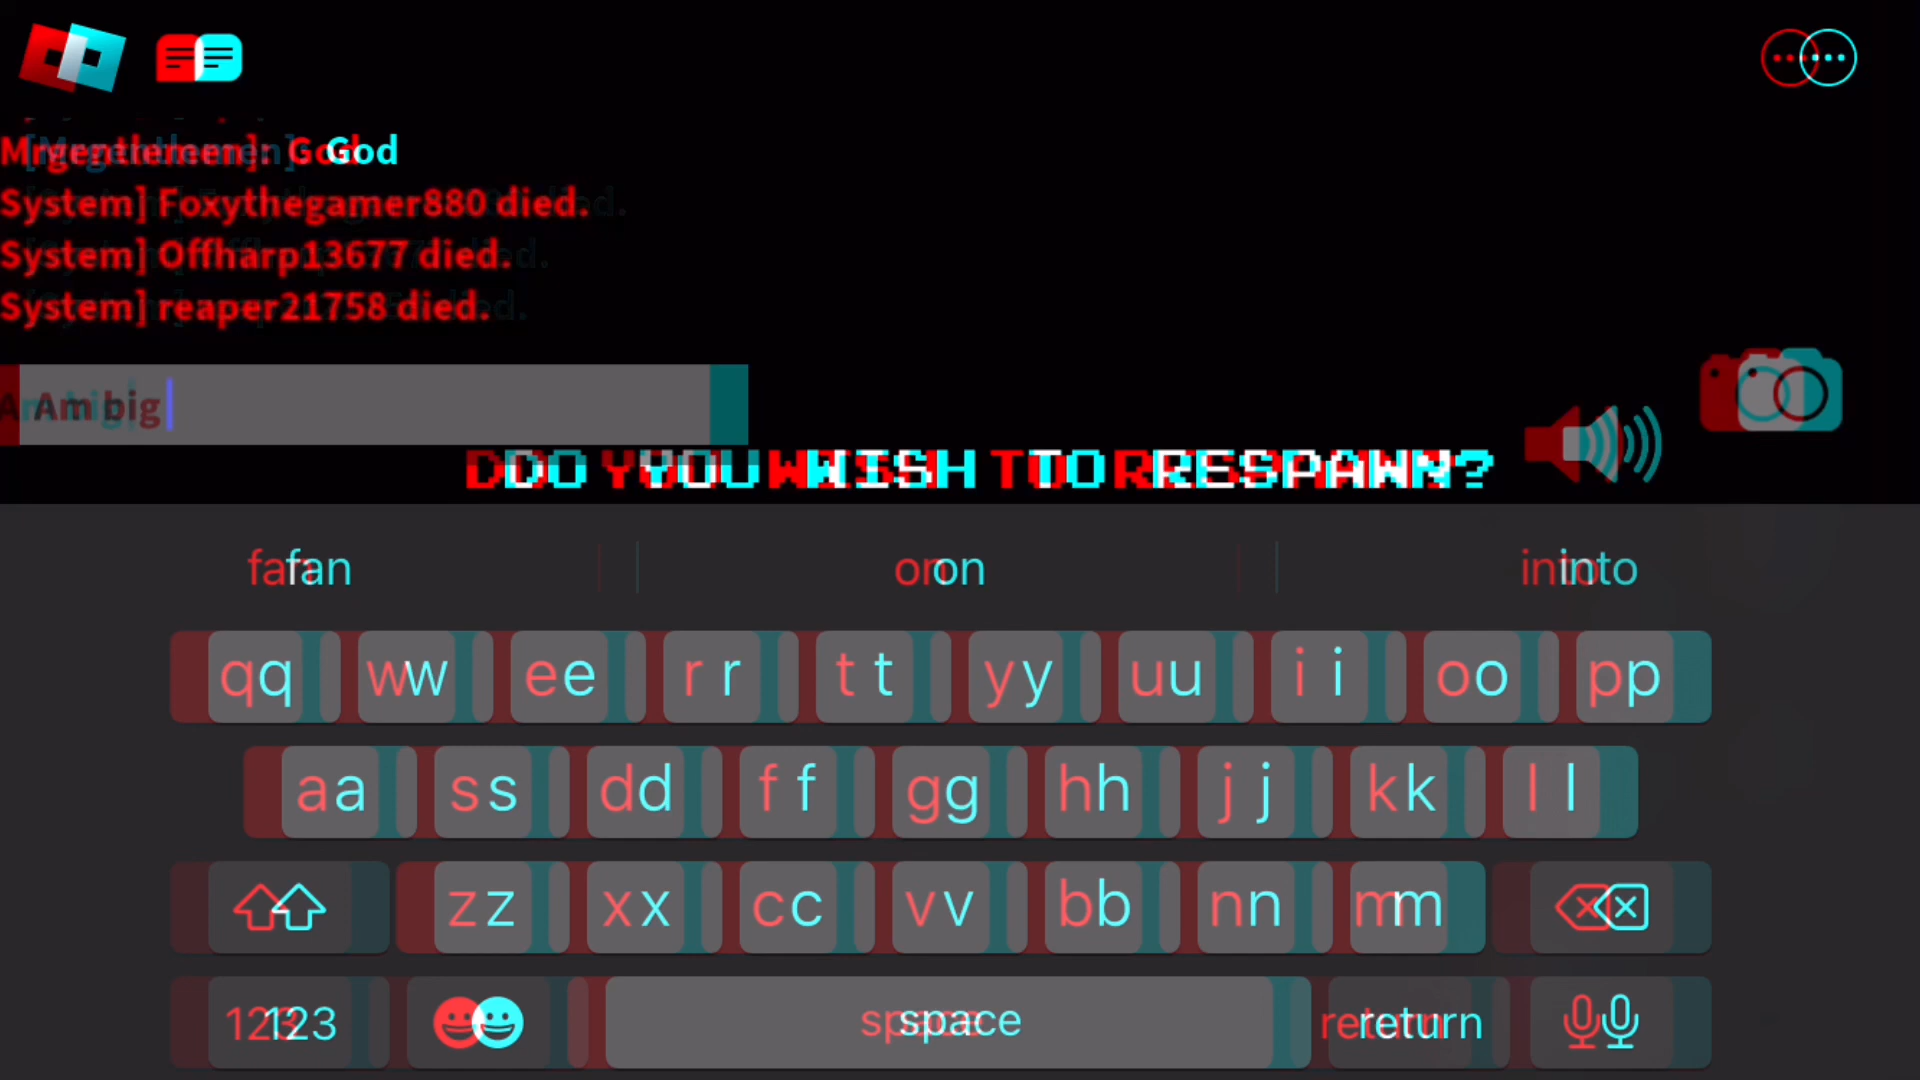 [Mrgenthemen]: God
[System] Foxythegamer880 died.
[System] Offharp13677 died.
[System] reaper21758 died.
Am big
DO YOU WISH TO RESPAWN?
fan on into
q w e r t y u i o p
a s d f g h j k l
z x c v b n m
123 space return